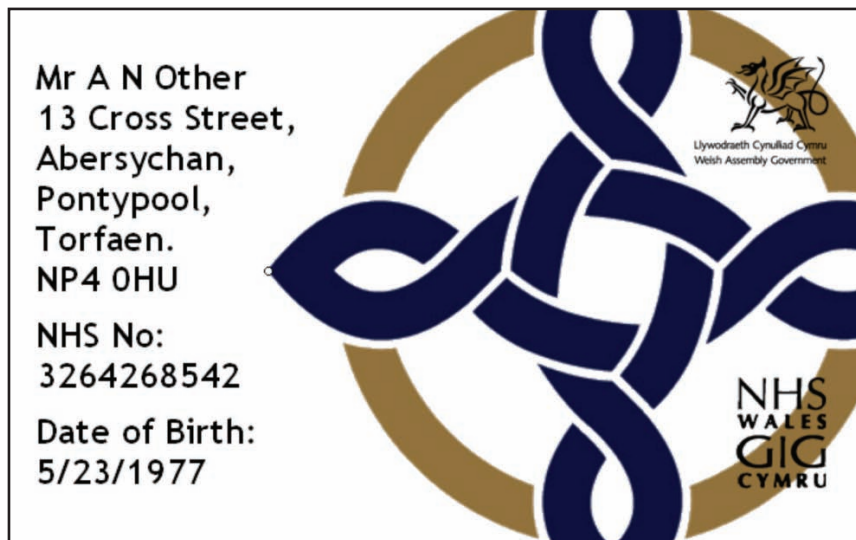 Mr A N Other
13 Cross Street,
Abersychan,
Pontypool,
Torfaen.
NP4 0HU
NHS No:
3264268542
Date of Birth:
5/23/1977
Llywodraeth Cynulliad Cymru
Welsh Assembly Government
NHS
WALES
GIG
CYMRU